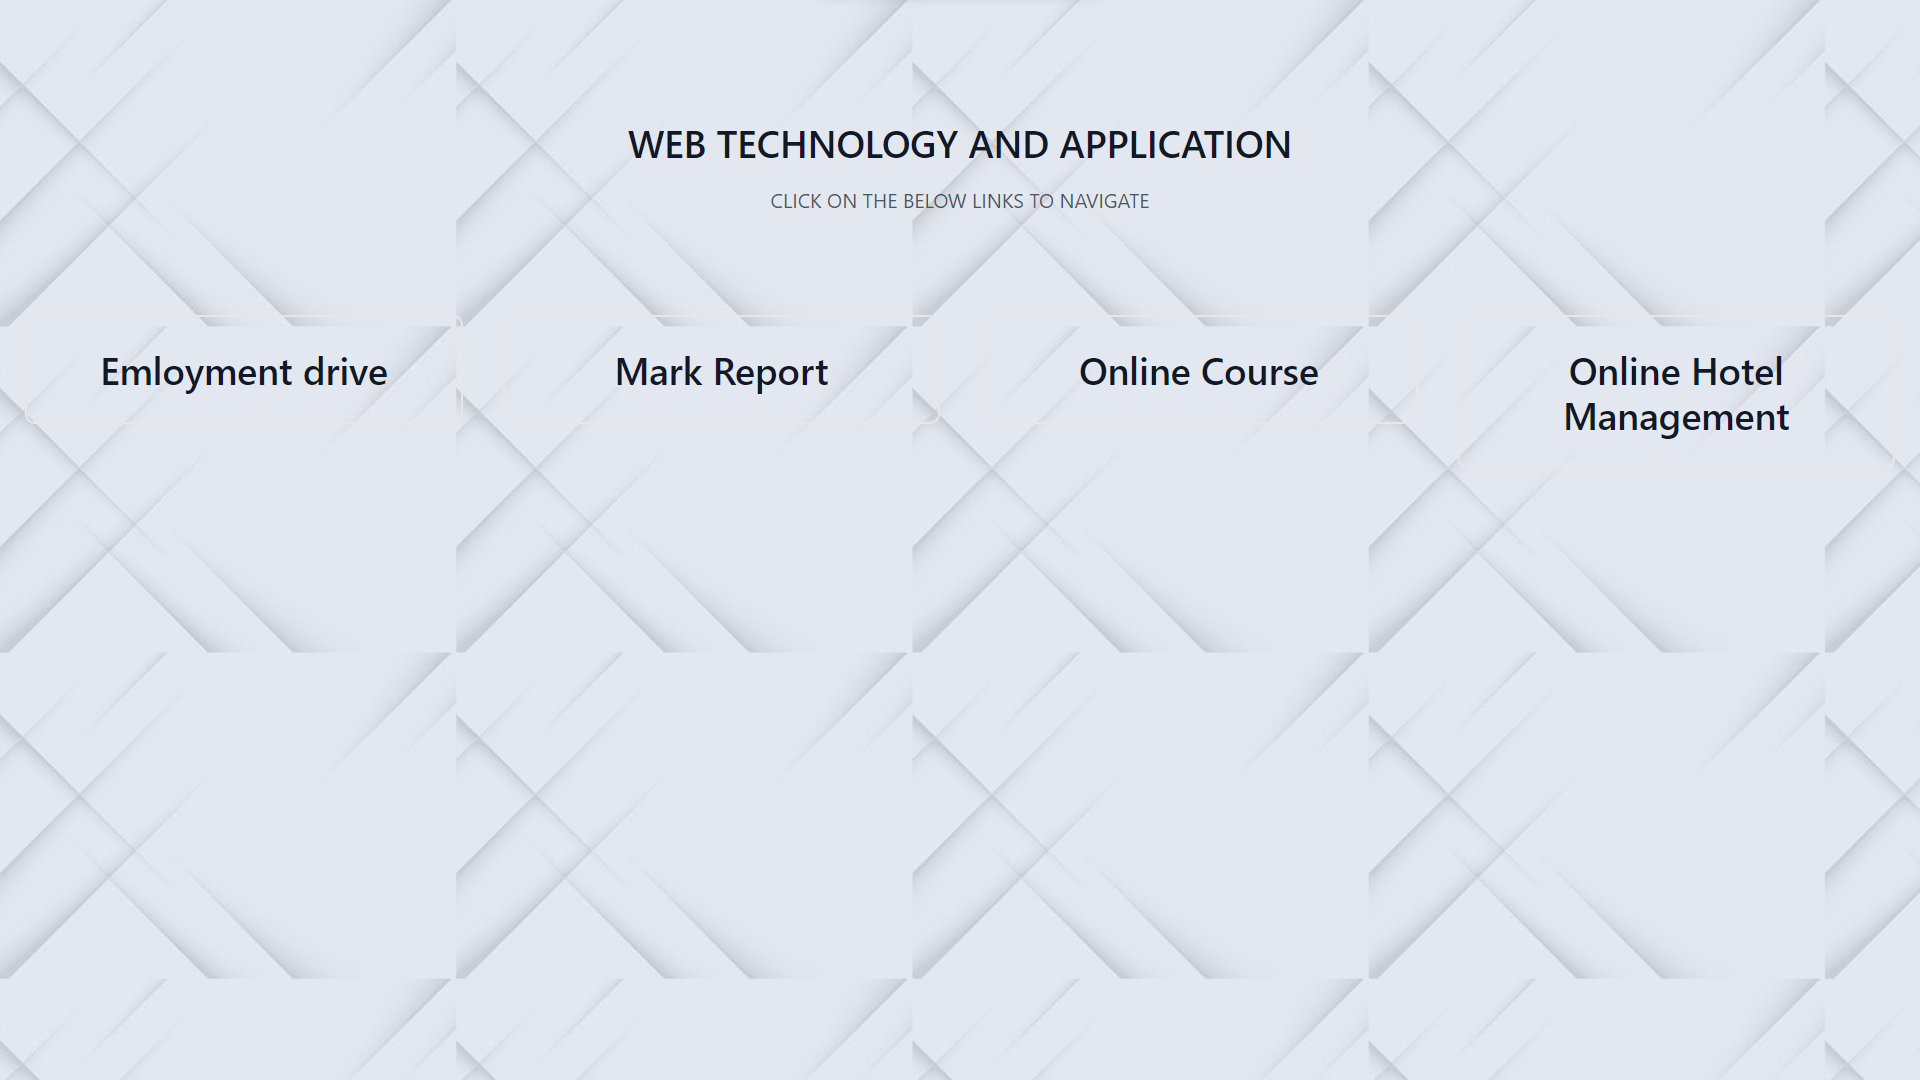 WEB TECHNOLOGY AND APPLICATION
CLICK ON THE BELOW LINKS TO NAVIGATE
Emloyment drive
Mark Report
Online Course
Online Hotel
Management